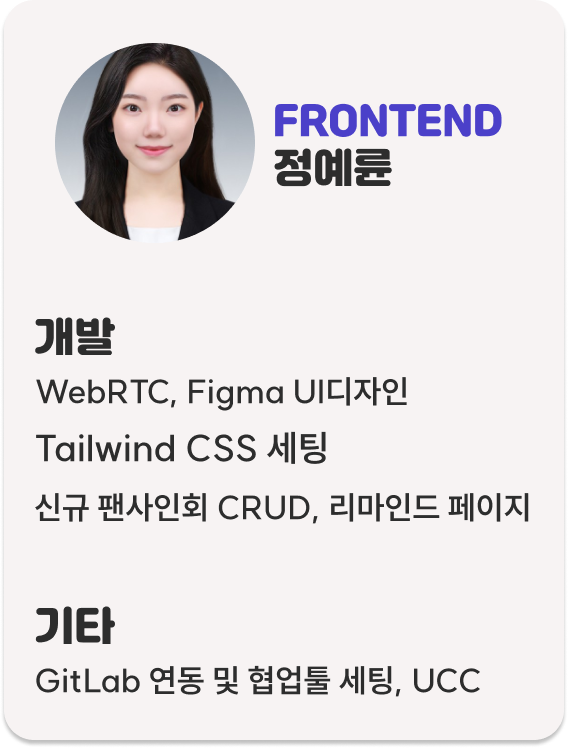 FRONTEND
정예륜
개발
WebRTC, Figma UI디자인
Tailwind CSS 세팅
신규 팬사인회 CRUD, 리마인드 페이지
기타
GitLab 연동 및 협업툴 세팅, UCC